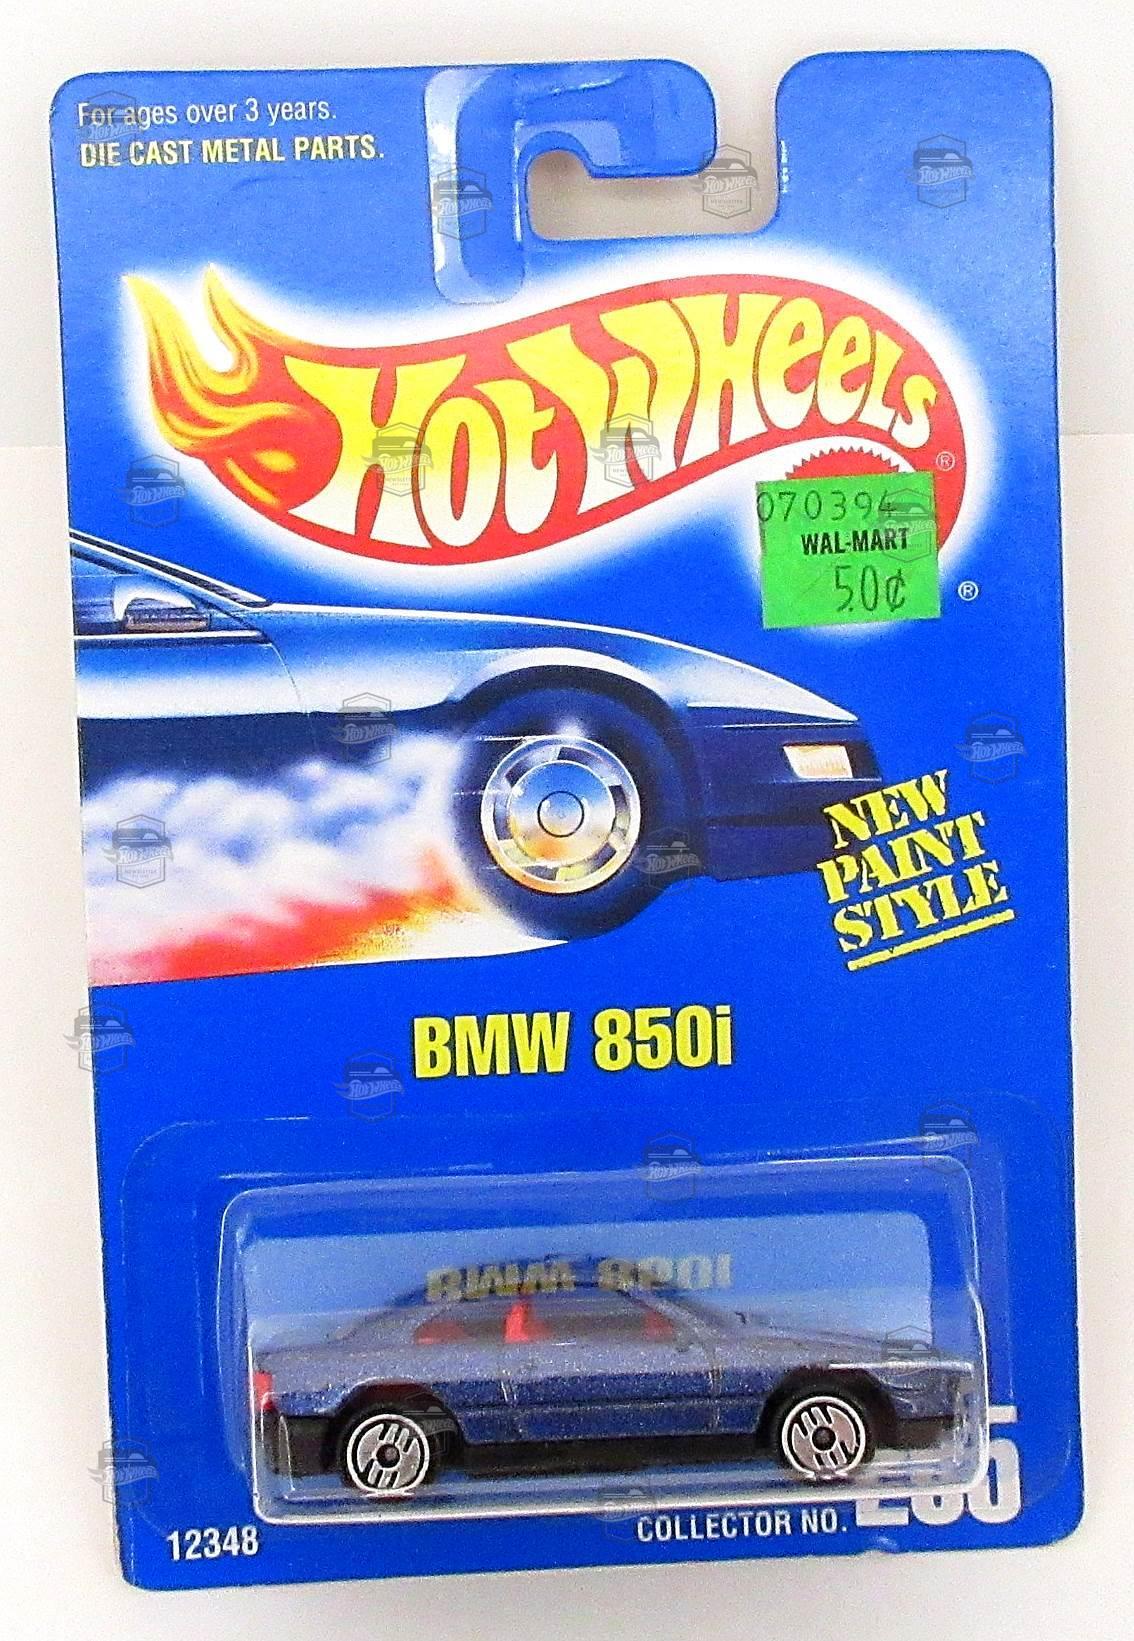 For ages over 3 years.
DIE CAST METAL PARTS.
HOT WHEELS
®
070394
WAL-MART
50¢
®
NEW
PAINT
STYLE
BMW 850i
12348
COLLECTOR NO.